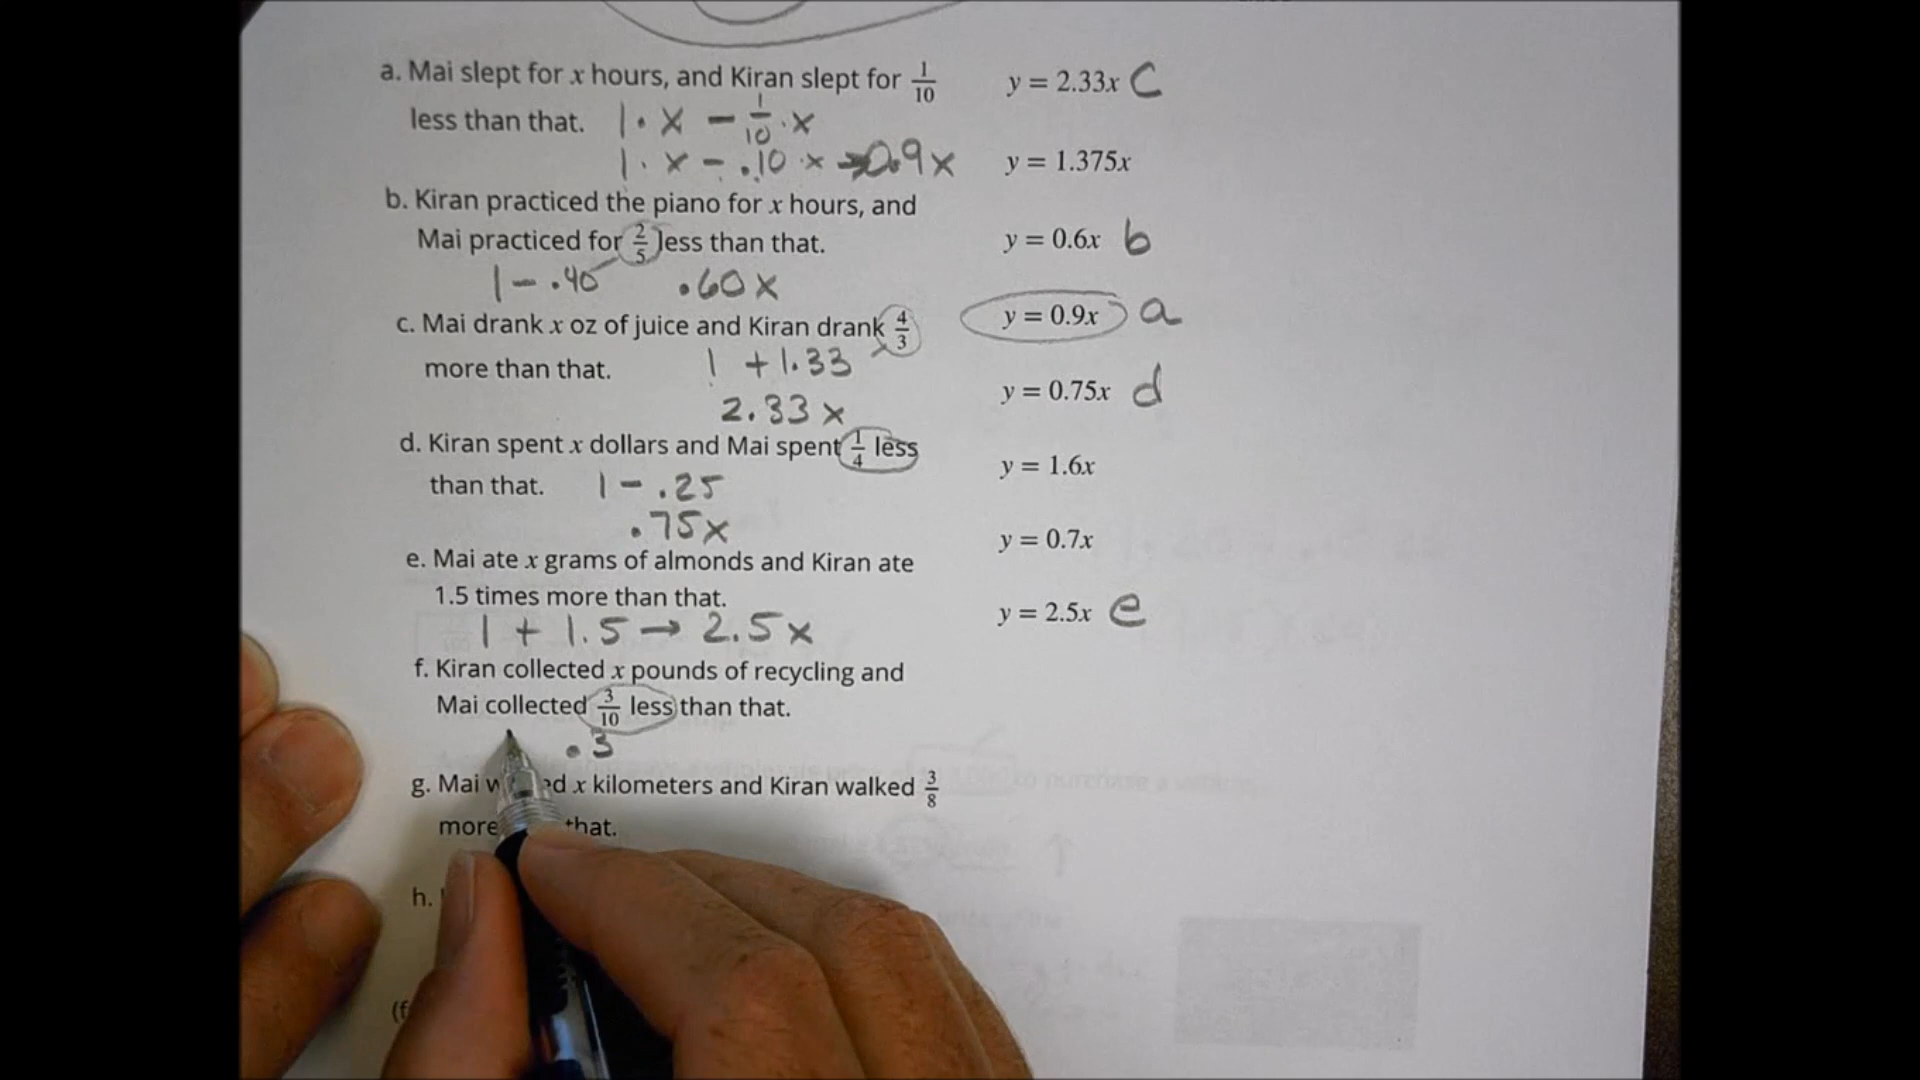 a. Mai slept for x hours, and Kiran slept for 1/10
less than that. 1 · x - 1/10 · x
1 · x - .10 · x → 0.9x
b. Kiran practiced the piano for x hours, and
Mai practiced for 2/5 less than that.
1 - .40 .60x
c. Mai drank x oz of juice and Kiran drank 4/3
more than that. 1 + 1.33
2.33x
d. Kiran spent x dollars and Mai spent 1/4 less
than that. 1 - .25
.75x
e. Mai ate x grams of almonds and Kiran ate
1.5 times more than that.
1 + 1.5 → 2.5x
f. Kiran collected x pounds of recycling and
Mai collected 3/10 less than that.
.3
g. Mai x kilometers and Kiran walked 3/8
more that.
h.
y = 2.33x c
y = 1.375x
y = 0.6x b
y = 0.9x a
y = 0.75x d
y = 1.6x
y = 0.7x
y = 2.5x e